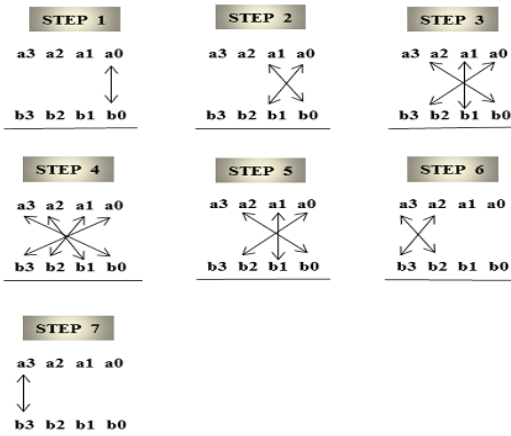 STEP 1
a3 a2 a1 a0
b3 b2 b1 b0
STEP 2
a3 a2 a1 a0
b3 b2 b1 b0
STEP 3
a3 a2 a1 a0
b3 b2 b1 b0
STEP 4
a3 a2 a1 a0
b3 b2 b1 b0
STEP 5
a3 a2 a1 a0
b3 b2 b1 b0
STEP 6
a3 a2 a1 a0
b3 b2 b1 b0
STEP 7
a3 a2 a1 a0
b3 b2 b1 b0